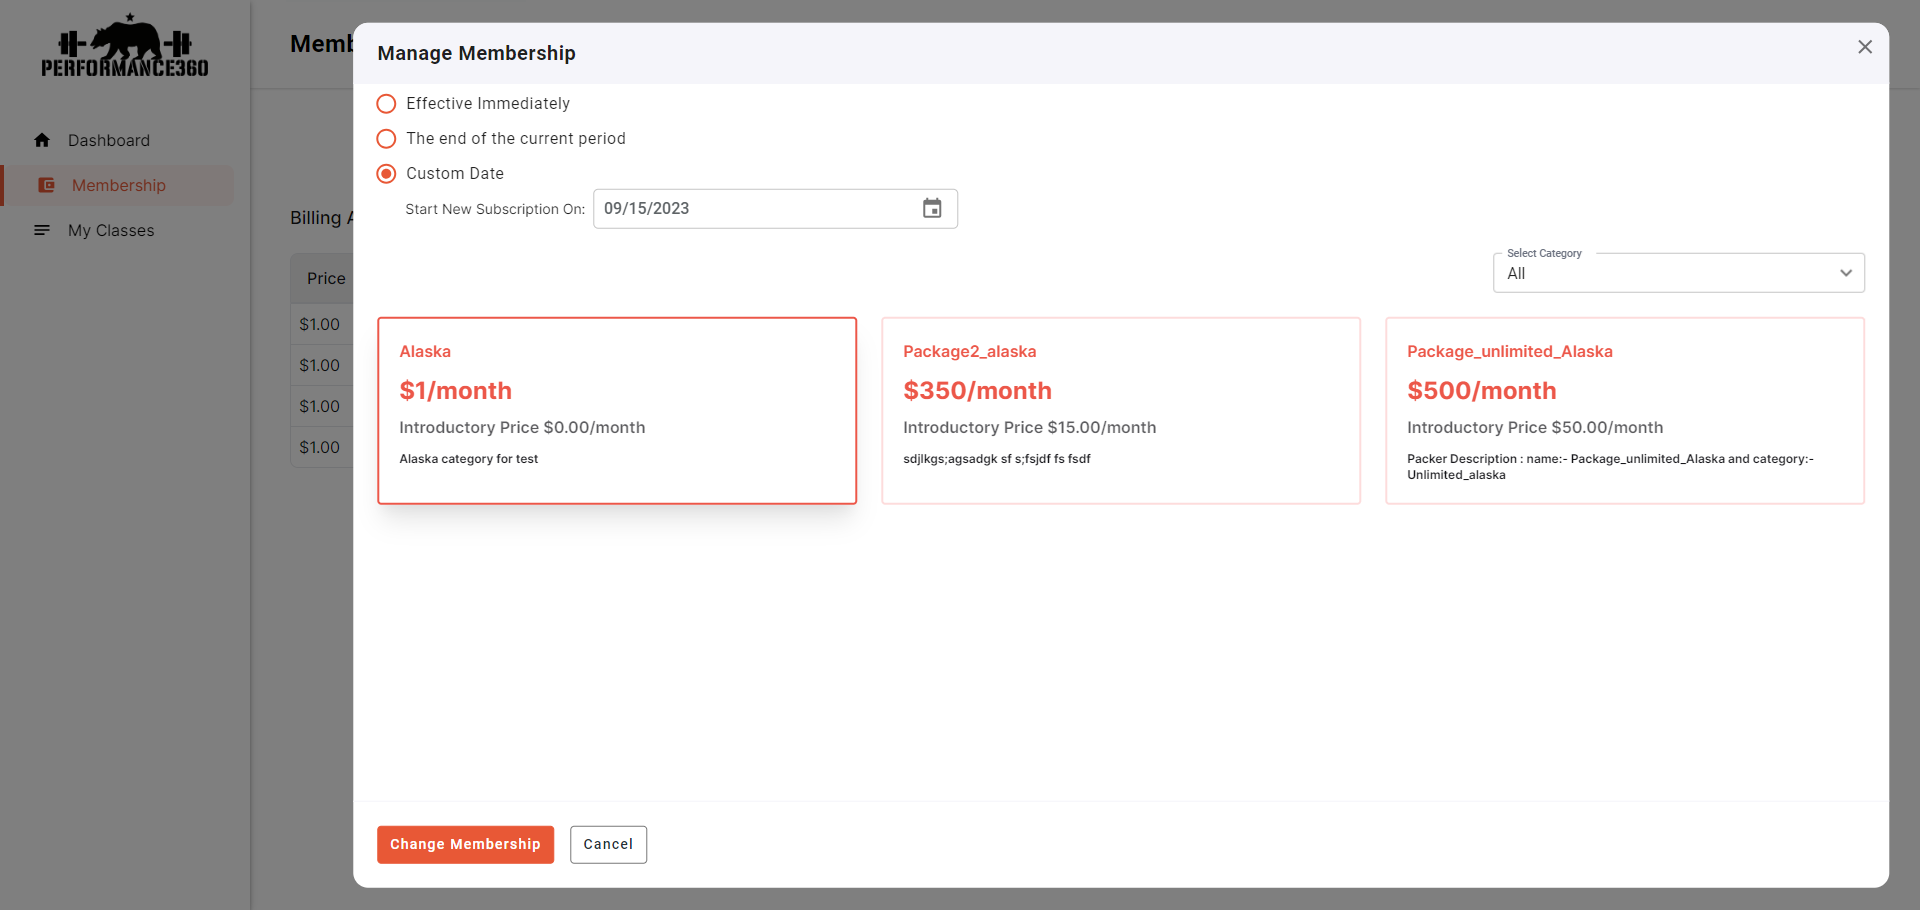 PERFORMANCE360
Dashboard
Membership
My Classes
Memb
Billing A
Price
$1.00
$1.00
$1.00
$1.00
Manage Membership
Effective Immediately
The end of the current period
Custom Date
Start New Subscription On: 09/15/2023
Select Category
All
Alaska
$1/month
Introductory Price $0.00/month
Alaska category for test
Package2_alaska
$350/month
Introductory Price $15.00/month
sdjlkgs;agsadgk sf s;fsjdf fs fsdf
Package_unlimited_Alaska
$500/month
Introductory Price $50.00/month
Packer Description : name:- Package_unlimited_Alaska and category:-
Unlimited_alaska
Change Membership
Cancel